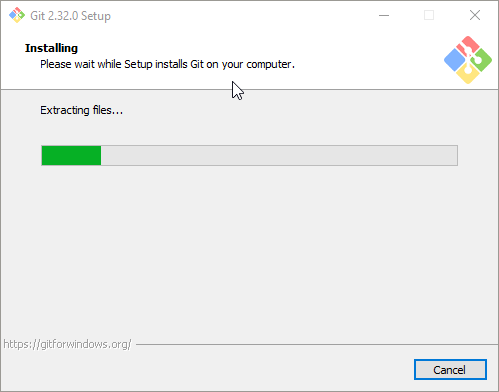 Git 2.32.0 Setup
Installing
Please wait while Setup installs Git on your computer.
Extracting files...
https://gitforwindows.org/
Cancel